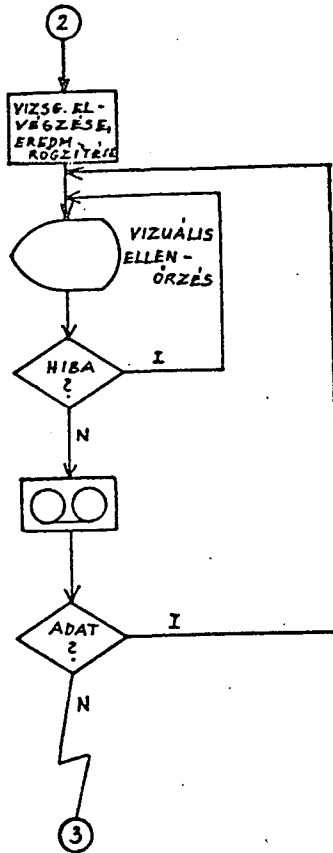 2
VIZSG. EL-
VÉGZÉSE,
EREDM.
RÖGZÍTÉSE
VIZUÁLIS
ELLEN-
ŐRZÉS
HIBA
?
I
N
ADAT
?
I
N
3